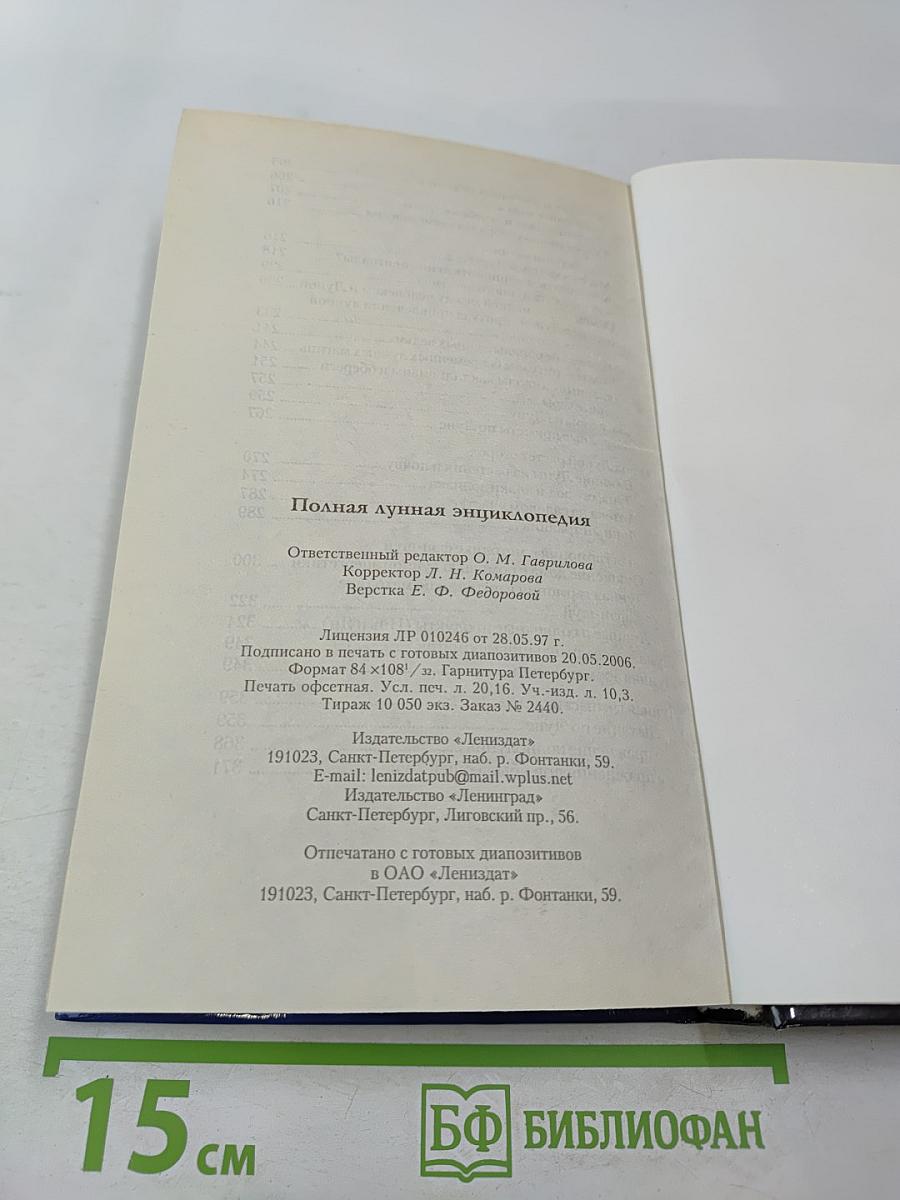 Полная лунная энциклопедия
Ответственный редактор О. М. Гаврилова
Корректор Л. Н. Комарова
Верстка Е. Ф. Федоровой
Лицензия ЛР 010246 от 28.05.97 г.
Подписано в печать с готовых диапозитивов 20.05.2006.
Формат 84×108¹/₃₂. Гарнитура Петербург.
Печать офсетная. Усл. печ. л. 20,16. Уч.-изд. л. 10,3.
Тираж 10 050 экз. Заказ № 2440.
Издательство «Лениздат»
191023, Санкт-Петербург, наб. р. Фонтанки, 59.
E-mail: lenizdatpub@mail.wplus.net
Издательство «Ленинград»
Санкт-Петербург, Лиговский пр., 56.
Отпечатано с готовых диапозитивов
в ОАО «Лениздат»
191023, Санкт-Петербург, наб. р. Фонтанки, 59.
15 см
БФ БИБЛИОФАН